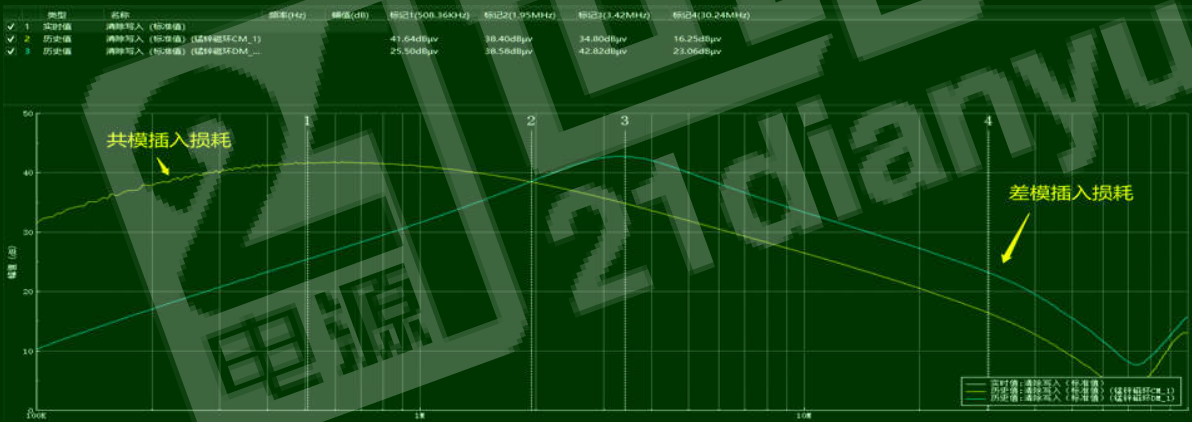 类型 名称 频率(Hz) 幅值(dB) 标记1(508.36KHz) 标记2(1.95MHz) 标记3(3.42MHz) 标记4(30.24MHz)
1 实时值 清除写入 (标准值)
2 历史值 清除写入 (标准值)(锰锌磁环CM_1) 41.64dBμv 38.40dBμv 34.80dBμv 16.25dBμv
3 历史值 清除写入 (标准值)(锰锌磁环DM_... 25.50dBμv 38.58dBμv 42.82dBμv 23.06dBμv
50
1 2 3 4
共模插入损耗
40
差模插入损耗
30
幅值 (dB)
20
10
0
实时值:清除写入 (标准值)
历史值:清除写入 (标准值)(锰锌磁环CM_1)
历史值:清除写入 (标准值)(锰锌磁环DM_1)
100K 1M 10M
21dianyu
电源